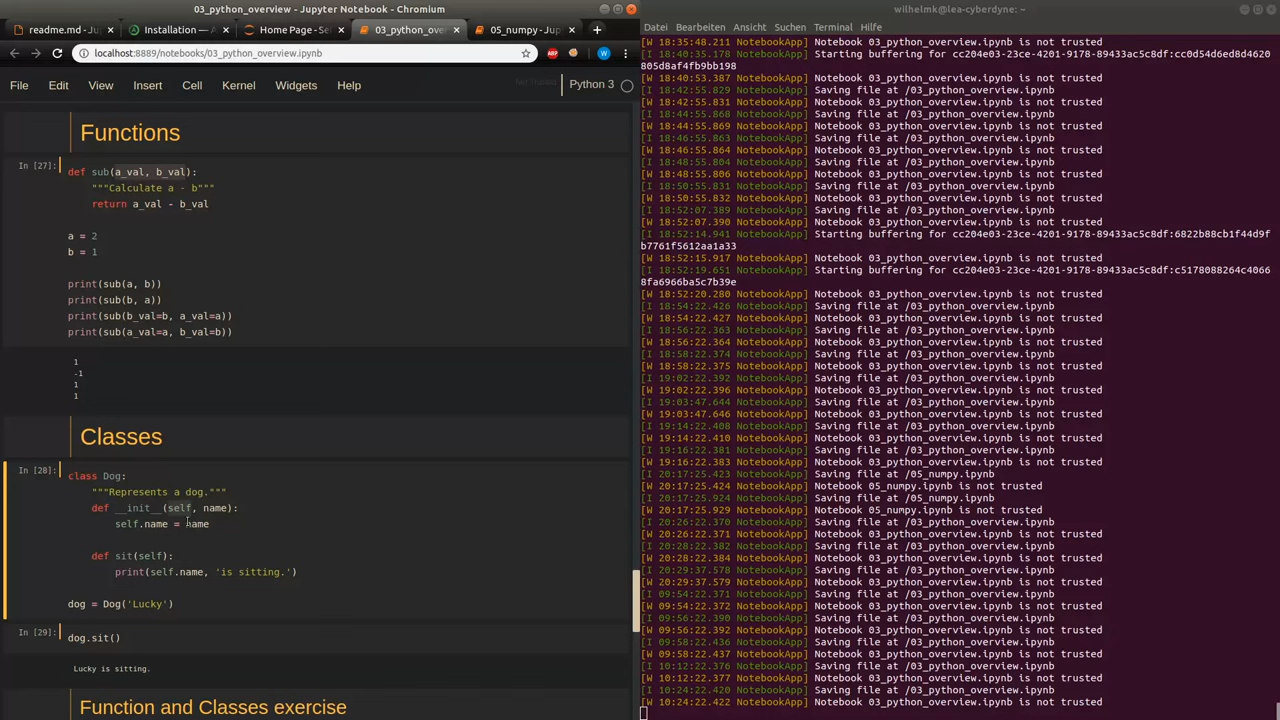 03_python_overview - Jupyter Notebook - Chromium
readme.md - Jup
Installation — An
Home Page - Sele
03_python_over
05_numpy - Jupyt
localhost:8889/notebooks/03_python_overview.ipynb
ABP
W
File Edit View Insert Cell Kernel Widgets Help
Python 3
Functions
In [27]:
def sub(a_val, b_val):
"""Calculate a - b"""
return a_val - b_val
a = 2
b = 1
print(sub(a, b))
print(sub(b, a))
print(sub(b_val=b, a_val=a))
print(sub(a_val=a, b_val=b))
1
-1
1
1
Classes
In [28]:
class Dog:
"""Represents a dog."""
def __init__(self, name):
self.name = name
def sit(self):
print(self.name, 'is sitting.')
dog = Dog('Lucky')
In [29]:
dog.sit()
Lucky is sitting.
Function and Classes exercise
wilhelmk@lea-cyberdyne: ~
Datei Bearbeiten Ansicht Suchen Terminal Hilfe
[W 18:35:48.211 NotebookApp] Notebook 03_python_overview.ipynb is not trusted
[I 18:40:35.178 NotebookApp] Starting buffering for cc204e03-23ce-4201-9178-89433ac5c8df:cc0d54d6ed8d4620
805d8af4fb9bb198
[W 18:40:53.387 NotebookApp] Notebook 03_python_overview.ipynb is not trusted
[I 18:42:55.829 NotebookApp] Saving file at /03_python_overview.ipynb
[W 18:42:55.831 NotebookApp] Notebook 03_python_overview.ipynb is not trusted
[I 18:44:55.868 NotebookApp] Saving file at /03_python_overview.ipynb
[W 18:44:55.869 NotebookApp] Notebook 03_python_overview.ipynb is not trusted
[I 18:46:55.863 NotebookApp] Saving file at /03_python_overview.ipynb
[W 18:46:55.864 NotebookApp] Notebook 03_python_overview.ipynb is not trusted
[I 18:48:55.804 NotebookApp] Saving file at /03_python_overview.ipynb
[W 18:48:55.806 NotebookApp] Notebook 03_python_overview.ipynb is not trusted
[I 18:50:55.831 NotebookApp] Saving file at /03_python_overview.ipynb
[W 18:50:55.832 NotebookApp] Notebook 03_python_overview.ipynb is not trusted
[I 18:52:07.389 NotebookApp] Saving file at /03_python_overview.ipynb
[W 18:52:07.390 NotebookApp] Notebook 03_python_overview.ipynb is not trusted
[I 18:52:14.941 NotebookApp] Starting buffering for cc204e03-23ce-4201-9178-89433ac5c8df:6822b88cb1f44d9f
b7761f5612aa1a33
[W 18:52:15.917 NotebookApp] Notebook 03_python_overview.ipynb is not trusted
[I 18:52:19.651 NotebookApp] Starting buffering for cc204e03-23ce-4201-9178-89433ac5c8df:c5178088264c4066
8fa6966ba5c7b39e
[W 18:52:20.280 NotebookApp] Notebook 03_python_overview.ipynb is not trusted
[I 18:54:22.426 NotebookApp] Saving file at /03_python_overview.ipynb
[W 18:54:22.427 NotebookApp] Notebook 03_python_overview.ipynb is not trusted
[I 18:56:22.363 NotebookApp] Saving file at /03_python_overview.ipynb
[W 18:56:22.364 NotebookApp] Notebook 03_python_overview.ipynb is not trusted
[I 18:58:22.374 NotebookApp] Saving file at /03_python_overview.ipynb
[W 18:58:22.375 NotebookApp] Notebook 03_python_overview.ipynb is not trusted
[I 19:02:22.392 NotebookApp] Saving file at /03_python_overview.ipynb
[W 19:02:22.396 NotebookApp] Notebook 03_python_overview.ipynb is not trusted
[I 19:03:47.644 NotebookApp] Saving file at /03_python_overview.ipynb
[W 19:03:47.646 NotebookApp] Notebook 03_python_overview.ipynb is not trusted
[I 19:14:22.408 NotebookApp] Saving file at /03_python_overview.ipynb
[W 19:14:22.410 NotebookApp] Notebook 03_python_overview.ipynb is not trusted
[I 19:16:22.381 NotebookApp] Saving file at /03_python_overview.ipynb
[W 19:16:22.383 NotebookApp] Notebook 03_python_overview.ipynb is not trusted
[I 20:17:25.423 NotebookApp] Saving file at /05_numpy.ipynb
[W 20:17:25.424 NotebookApp] Notebook 05_numpy.ipynb is not trusted
[I 20:17:25.924 NotebookApp] Saving file at /05_numpy.ipynb
[W 20:17:25.929 NotebookApp] Notebook 05_numpy.ipynb is not trusted
[I 20:26:22.370 NotebookApp] Saving file at /03_python_overview.ipynb
[W 20:26:22.371 NotebookApp] Notebook 03_python_overview.ipynb is not trusted
[I 20:28:22.382 NotebookApp] Saving file at /03_python_overview.ipynb
[W 20:28:22.384 NotebookApp] Notebook 03_python_overview.ipynb is not trusted
[I 20:29:37.578 NotebookApp] Saving file at /03_python_overview.ipynb
[W 20:29:37.579 NotebookApp] Notebook 03_python_overview.ipynb is not trusted
[I 09:54:22.371 NotebookApp] Saving file at /03_python_overview.ipynb
[W 09:54:22.372 NotebookApp] Notebook 03_python_overview.ipynb is not trusted
[I 09:56:22.390 NotebookApp] Saving file at /03_python_overview.ipynb
[W 09:56:22.392 NotebookApp] Notebook 03_python_overview.ipynb is not trusted
[I 09:58:22.436 NotebookApp] Saving file at /03_python_overview.ipynb
[W 09:58:22.437 NotebookApp] Notebook 03_python_overview.ipynb is not trusted
[I 10:12:22.376 NotebookApp] Saving file at /03_python_overview.ipynb
[W 10:12:22.377 NotebookApp] Notebook 03_python_overview.ipynb is not trusted
[I 10:24:22.420 NotebookApp] Saving file at /03_python_overview.ipynb
[W 10:24:22.422 NotebookApp] Notebook 03_python_overview.ipynb is not trusted